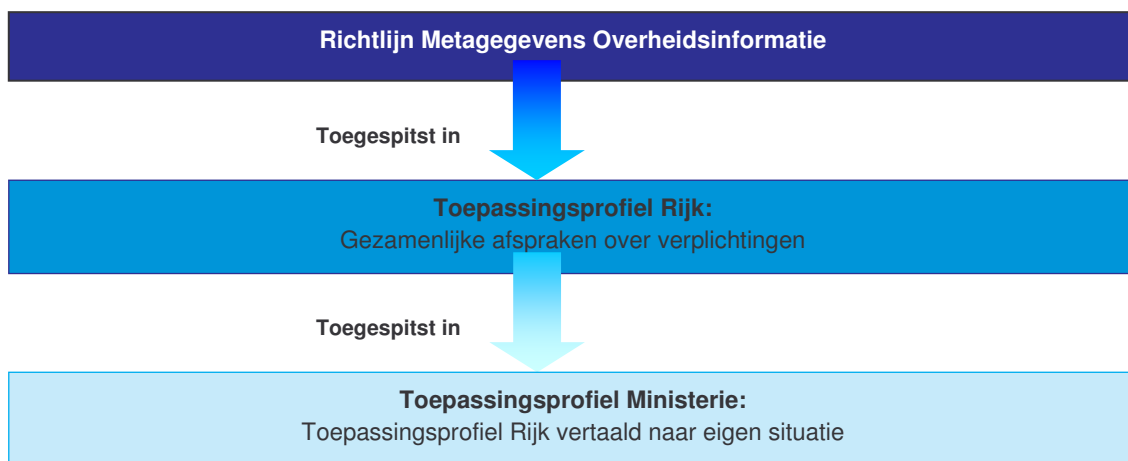 Richtlijn Metagegevens Overheidsinformatie
Toegespitst in
Toepassingsprofiel Rijk:
Gezamenlijke afspraken over verplichtingen
Toegespitst in
Toepassingsprofiel Ministerie:
Toepassingsprofiel Rijk vertaald naar eigen situatie